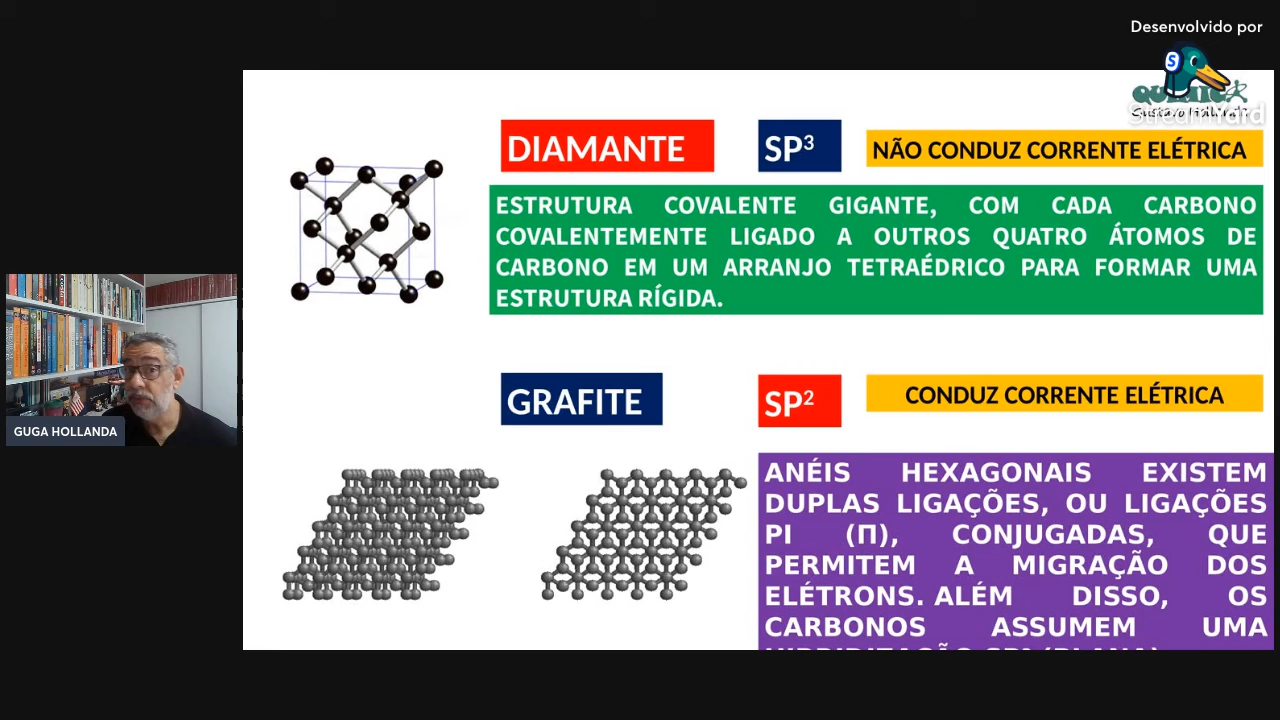 Desenvolvido por
StreamYard
Gustavo Hollanda
DIAMANTE
SP³
NÃO CONDUZ CORRENTE ELÉTRICA
ESTRUTURA COVALENTE GIGANTE, COM CADA CARBONO
COVALENTEMENTE LIGADO A OUTROS QUATRO ÁTOMOS DE
CARBONO EM UM ARRANJO TETRAÉDRICO PARA FORMAR UMA
ESTRUTURA RÍGIDA.
GUGA HOLLANDA
GRAFITE
SP²
CONDUZ CORRENTE ELÉTRICA
ANÉIS HEXAGONAIS EXISTEM
DUPLAS LIGAÇÕES, OU LIGAÇÕES
PI (Π), CONJUGADAS, QUE
PERMITEM A MIGRAÇÃO DOS
ELÉTRONS. ALÉM DISSO, OS
CARBONOS ASSUMEM UMA